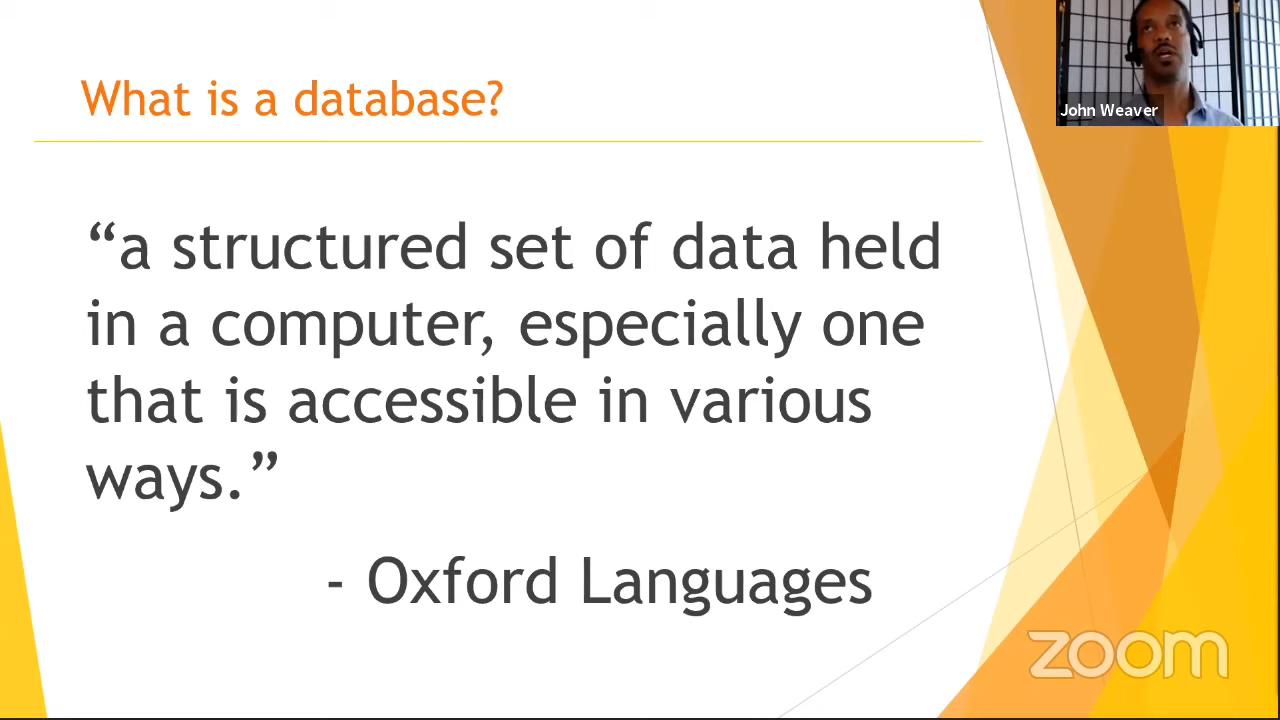 What is a database?
John Weaver
“a structured set of data held
in a computer, especially one
that is accessible in various
ways.”
- Oxford Languages
zoom